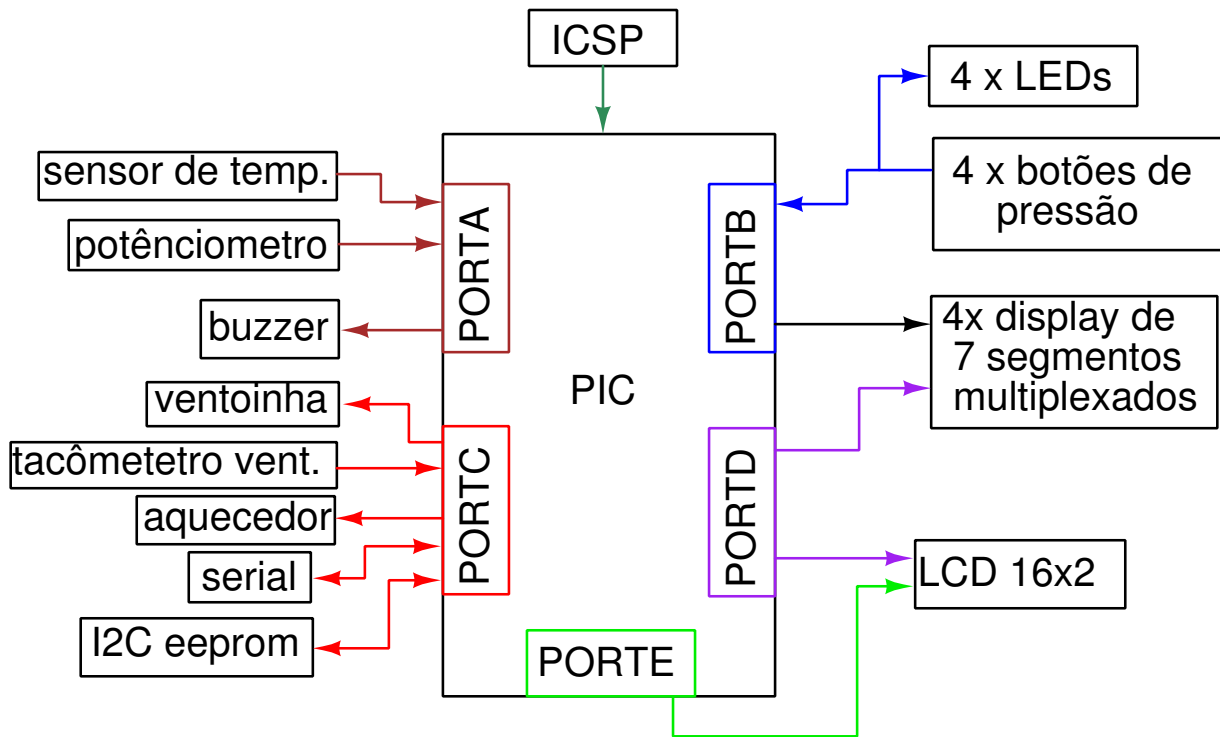 ICSP
4 x LEDs
sensor de temp.
4 x botões de
pressão
potênciometro
PORTA
PORTB
buzzer
4x display de
7 segmentos
multiplexados
PIC
ventoinha
tacômetetro vent.
PORTC
PORTD
aquecedor
serial
LCD 16x2
I2C eeprom
PORTE